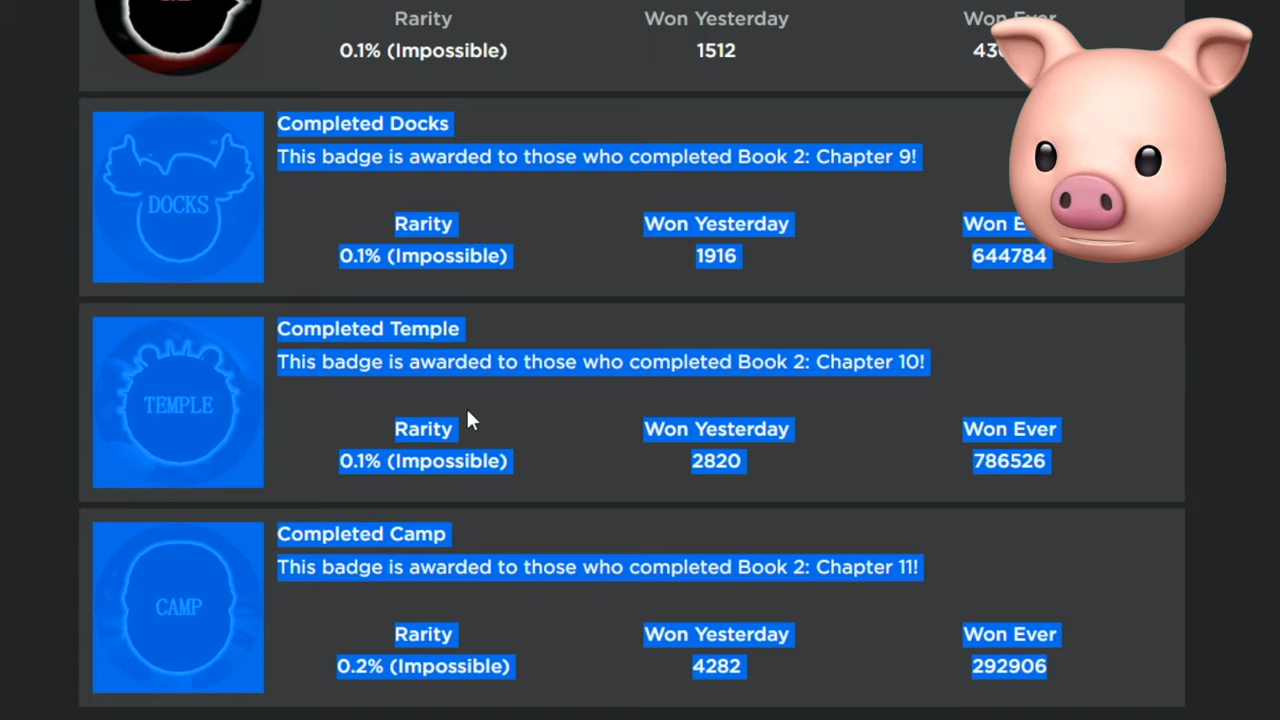 Rarity Won Yesterday Won Ever
0.1% (Impossible) 1512
Completed Docks
This badge is awarded to those who completed Book 2: Chapter 9!
DOCKS
Rarity Won Yesterday Won
0.1% (Impossible) 1916 644784
Completed Temple
This badge is awarded to those who completed Book 2: Chapter 10!
TEMPLE
Rarity Won Yesterday Won Ever
0.1% (Impossible) 2820 786526
Completed Camp
This badge is awarded to those who completed Book 2: Chapter 11!
CAMP
Rarity Won Yesterday Won Ever
0.2% (Impossible) 4282 292906